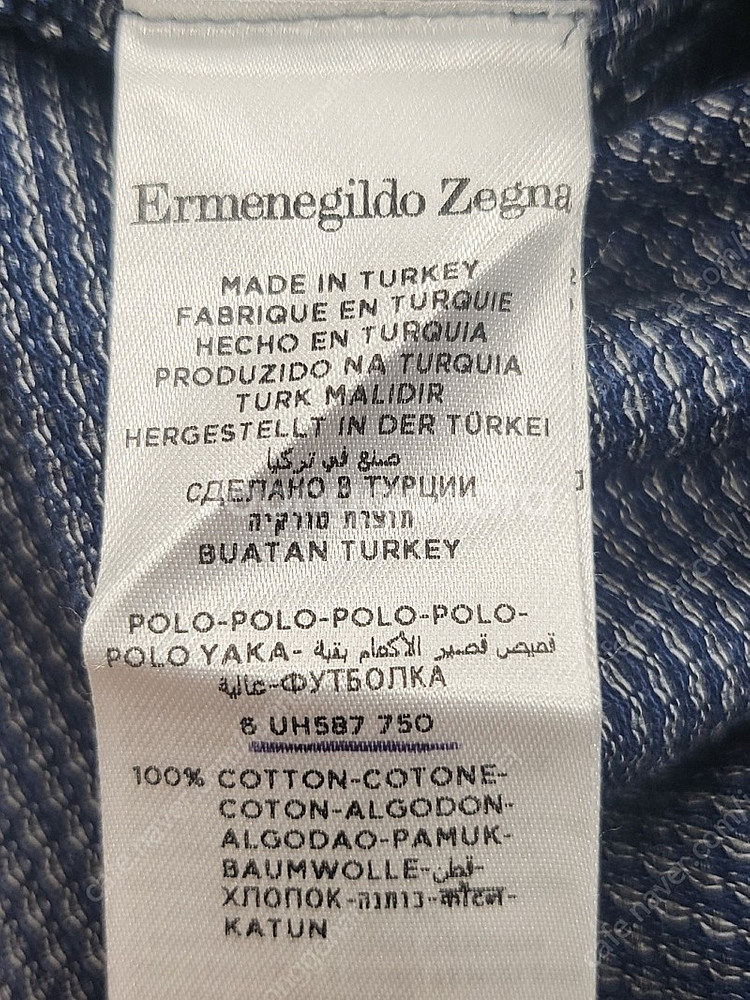 Ermenegildo Zegna
MADE IN TURKEY
FABRIQUE EN TURQUIE
HECHO EN TURQUIA
PRODUZIDO NA TURQUIA
TURK MALIDIR
HERGESTELLT IN DER TÜRKEI
صنع في تركيا
СДЕЛАНО В ТУРЦИИ
תוצרת טורקיה
BUATAN TURKEY
POLO-POLO-POLO-POLO-
POLO YAKA- قميص قصير الأكمام بقبة
عالية-ФУТБОЛКА
6 UH587 750
100% COTTON-COTONE-
COTON-ALGODON-
ALGODAO-PAMUK-
BAUMWOLLE-قطن-
ХЛОПОК-כותנה-कॉटन-
KATUN